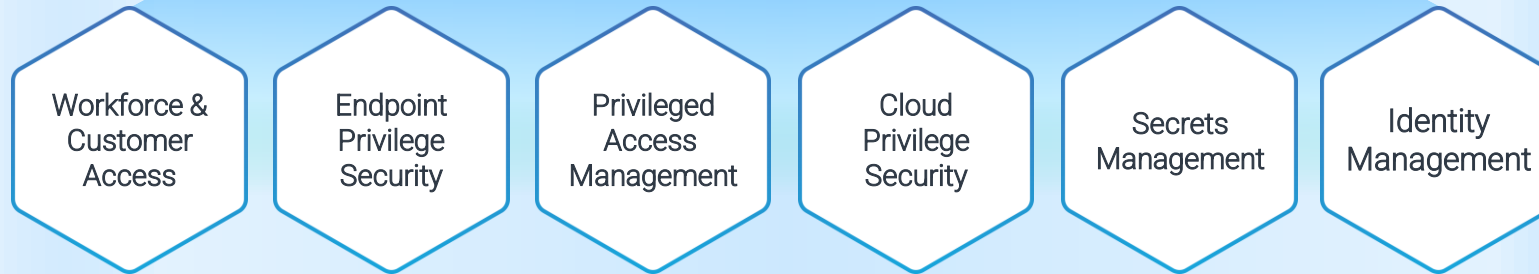 Workforce &
Customer
Access
Endpoint
Privilege
Security
Privileged
Access
Management
Cloud
Privilege
Security
Secrets
Management
Identity
Management